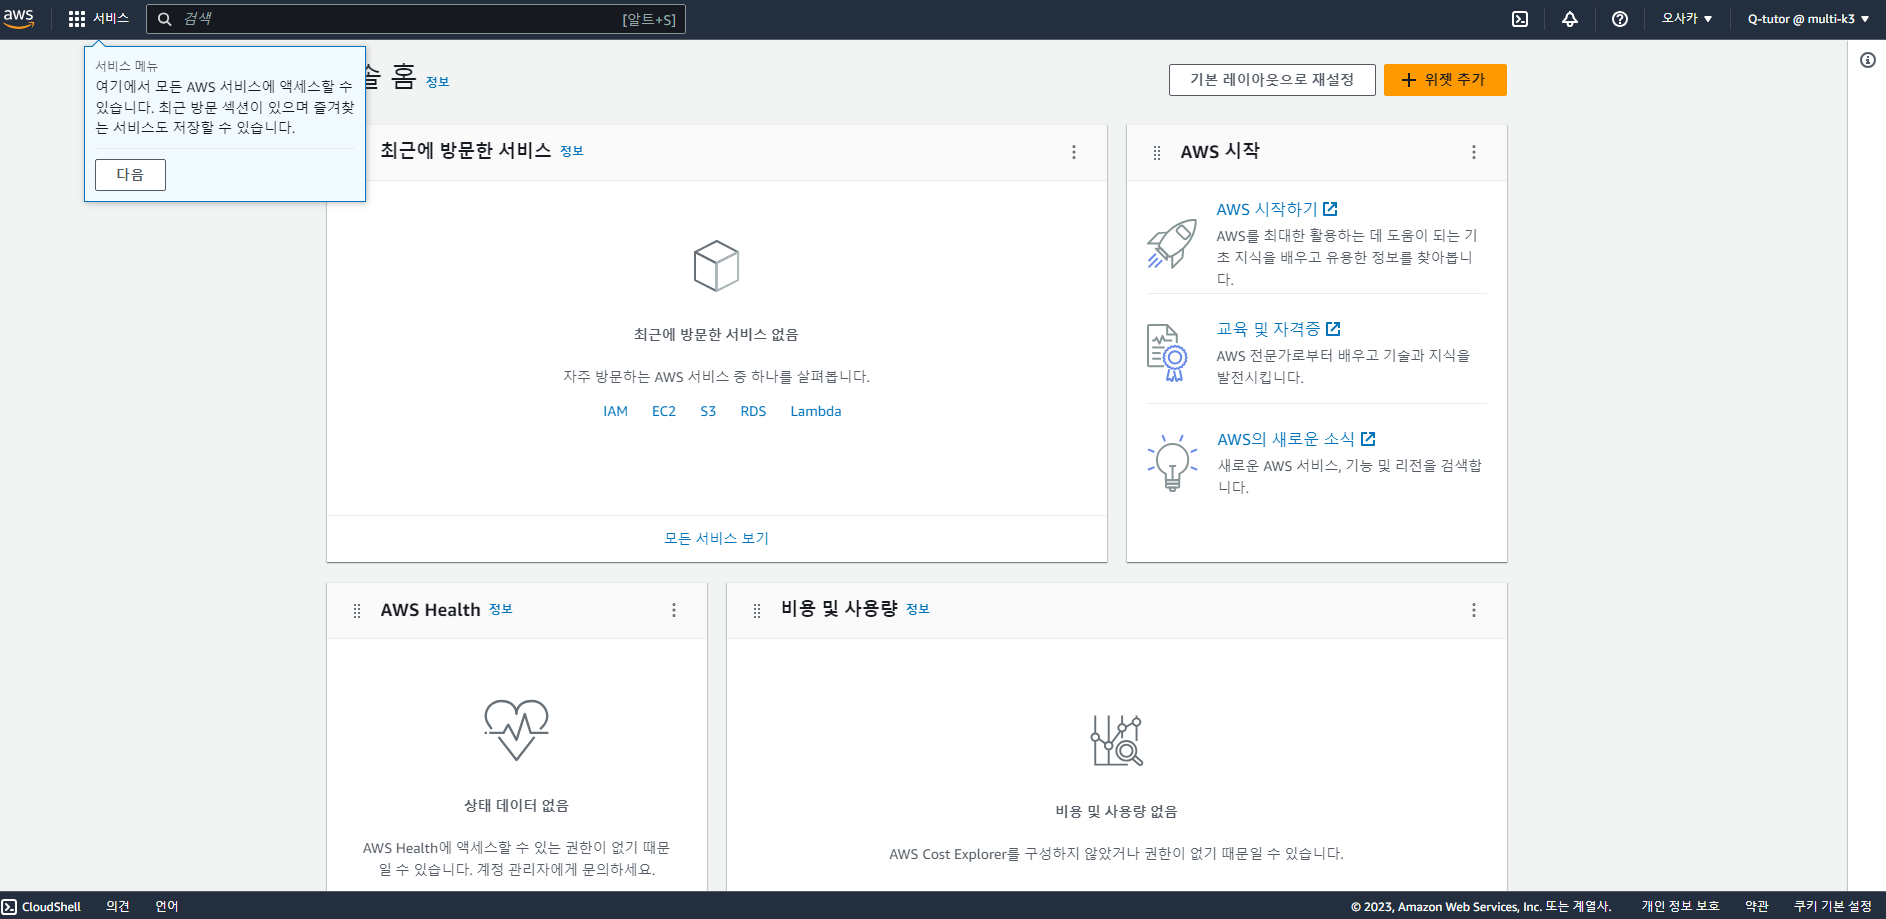 aws
서비스
검색
[알트+S]
오사카
Q-tutor @ multi-k3
서비스 메뉴
여기에서 모든 AWS 서비스에 액세스할 수
있습니다. 최근 방문 섹션이 있으며 즐겨찾
는 서비스도 저장할 수 있습니다.
다음
솔 홈 정보
기본 레이아웃으로 재설정
위젯 추가
최근에 방문한 서비스 정보
최근에 방문한 서비스 없음
자주 방문하는 AWS 서비스 중 하나를 살펴봅니다.
IAM EC2 S3 RDS Lambda
모든 서비스 보기
AWS 시작
AWS 시작하기
AWS를 최대한 활용하는 데 도움이 되는 기
초 지식을 배우고 유용한 정보를 찾아봅니
다.
교육 및 자격증
AWS 전문가로부터 배우고 기술과 지식을
발전시킵니다.
AWS의 새로운 소식
새로운 AWS 서비스, 기능 및 리전을 검색합
니다.
AWS Health 정보
상태 데이터 없음
AWS Health에 액세스할 수 있는 권한이 없기 때문
일 수 있습니다. 계정 관리자에게 문의하세요.
비용 및 사용량 정보
비용 및 사용량 없음
AWS Cost Explorer를 구성하지 않았거나 권한이 없기 때문일 수 있습니다.
CloudShell
의견
언어
© 2023, Amazon Web Services, Inc. 또는 계열사.
개인 정보 보호
약관
쿠키 기본 설정